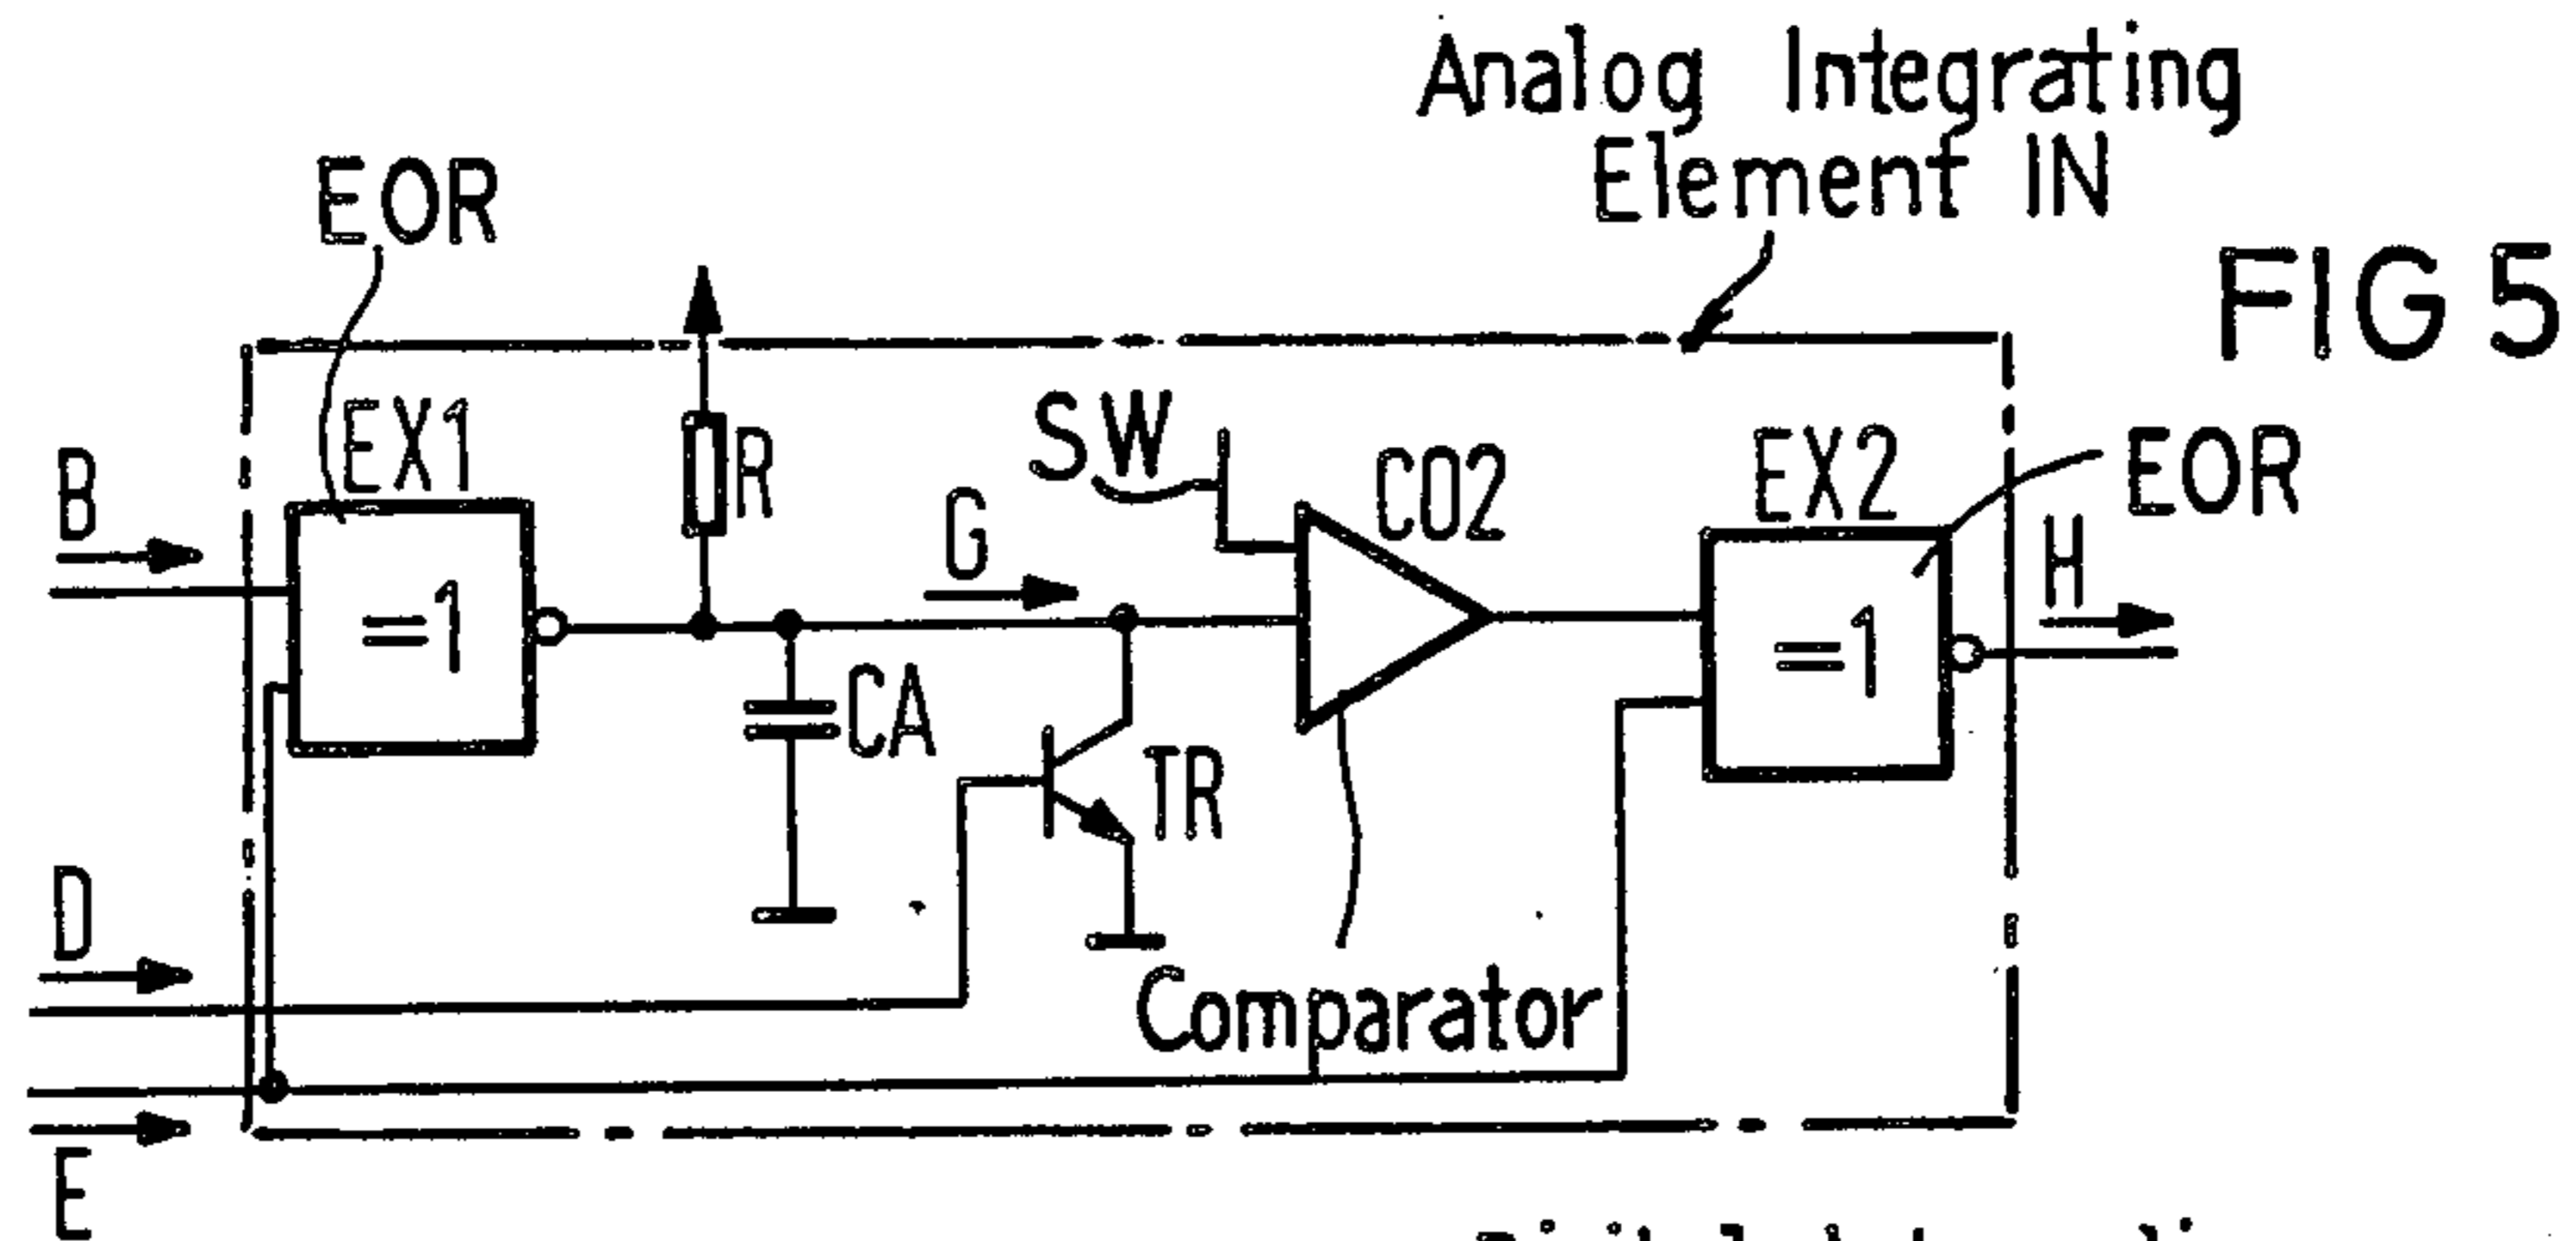 Analog Integrating
Element IN
FIG 5
EOR
EX1
B
=1
R
G
SW
CO2
EX2
EOR
H
=1
CA
TR
D
Comparator
E